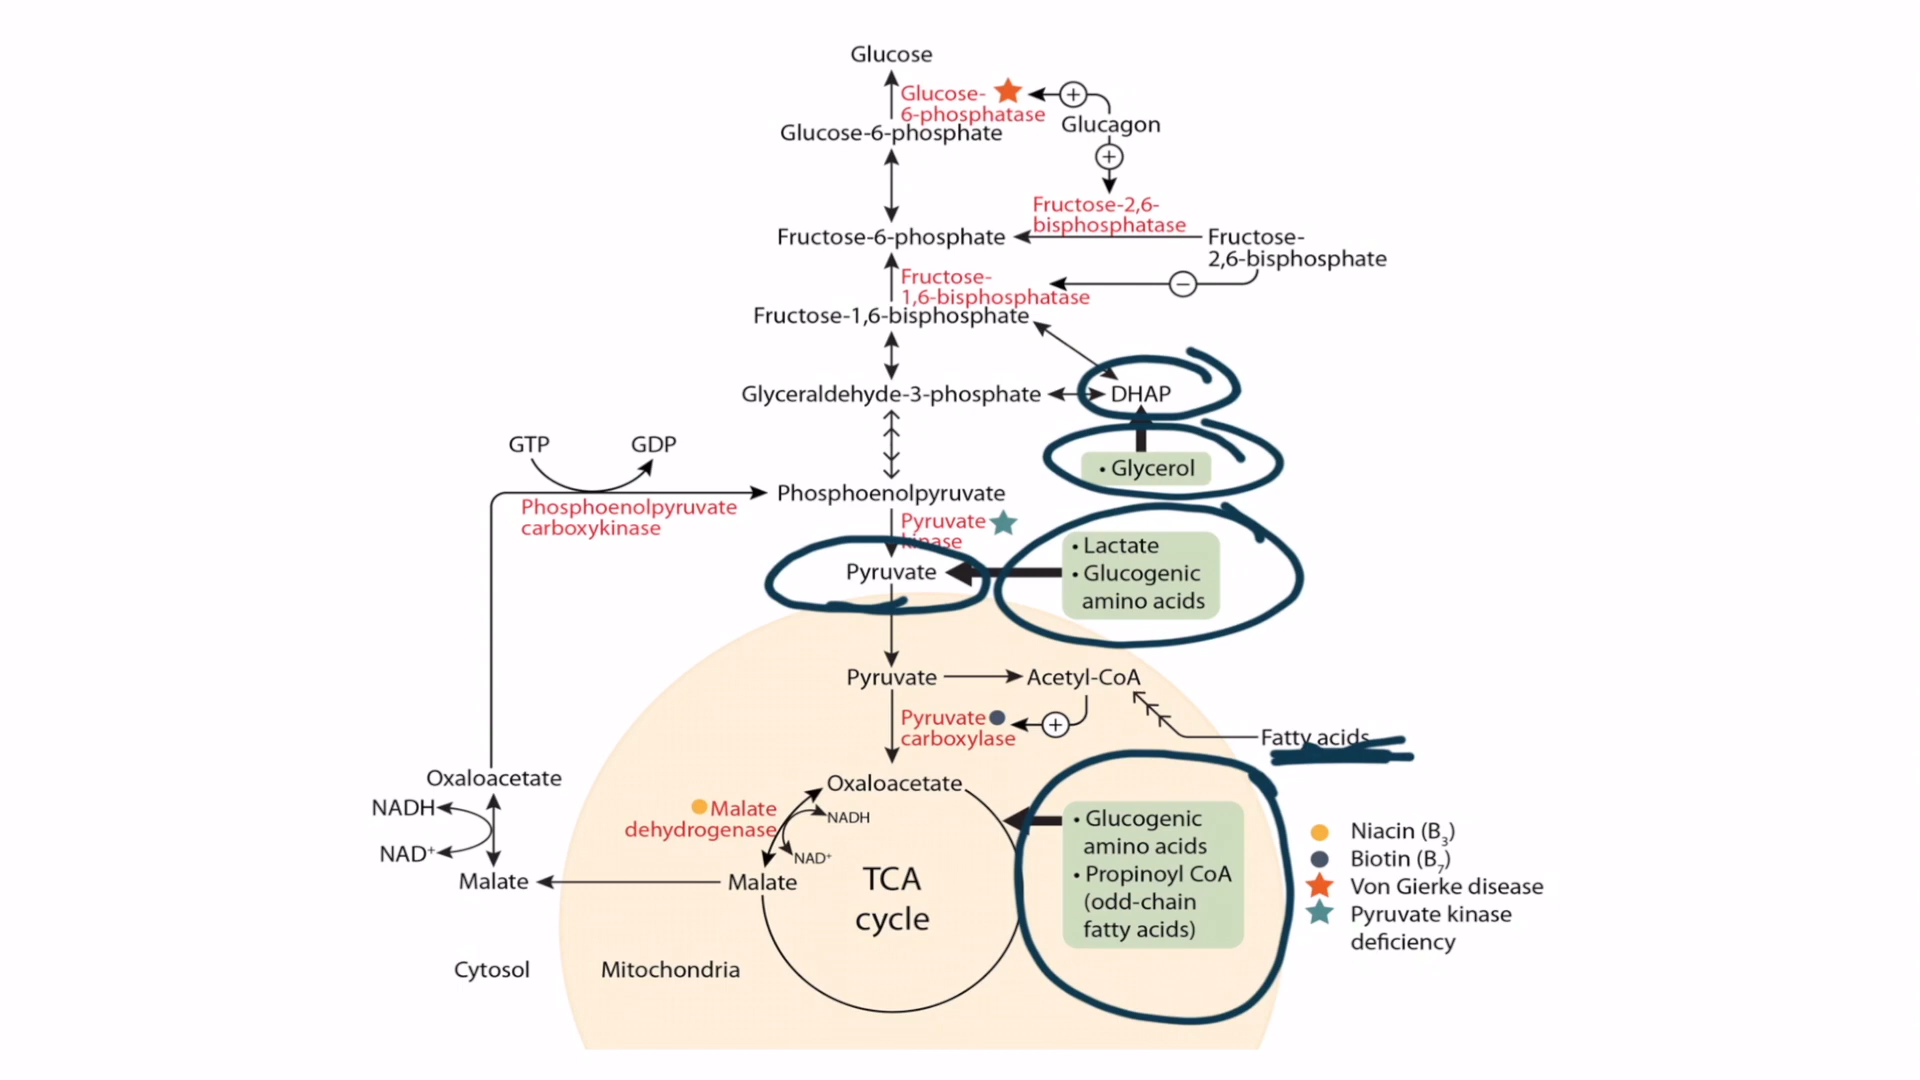 Glucose
Glucose-
6-phosphatase
+
Glucagon
Glucose-6-phosphate
+
Fructose-2,6-
bisphosphatase
Fructose-6-phosphate
Fructose-
2,6-bisphosphate
Fructose-
1,6-bisphosphatase
−
Fructose-1,6-bisphosphate
Glyceraldehyde-3-phosphate
DHAP
GTP
GDP
• Glycerol
Phosphoenolpyruvate
Phosphoenolpyruvate
carboxykinase
Pyruvate
kinase
Pyruvate
• Lactate
• Glucogenic
amino acids
Pyruvate
Acetyl-CoA
Pyruvate
carboxylase
+
Fatty acids
Oxaloacetate
NADH
NAD⁺
Malate
Oxaloacetate
Malate
dehydrogenase
NADH
NAD⁺
Malate
TCA
cycle
• Glucogenic
amino acids
• Propinoyl CoA
(odd-chain
fatty acids)
Cytosol
Mitochondria
Niacin (B₃)
Biotin (B₇)
Von Gierke disease
Pyruvate kinase
deficiency